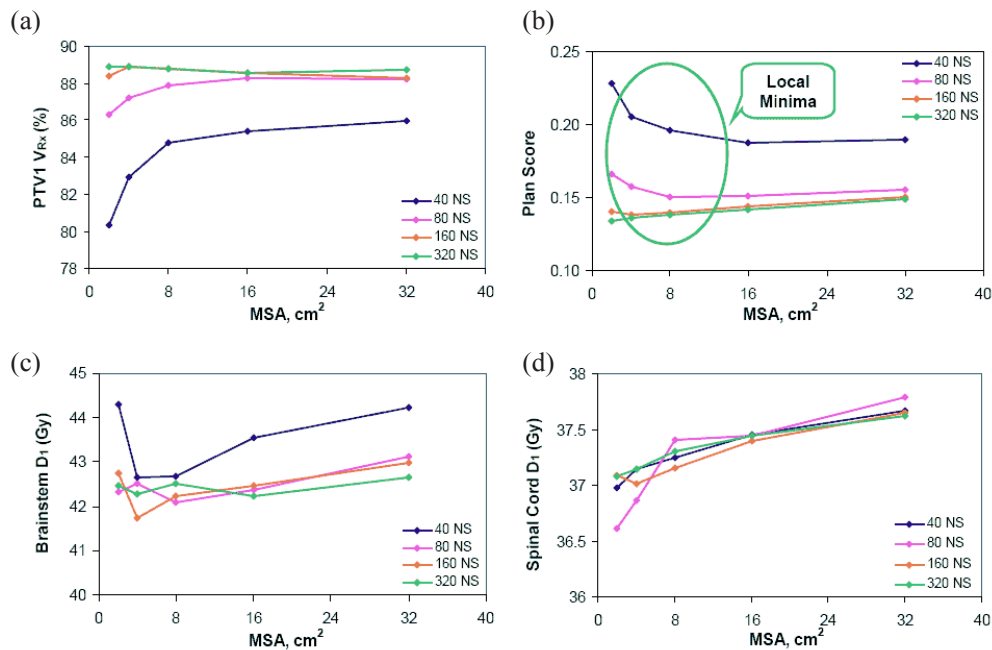 (a)
90
88
86
84
82
80
78
PTV1 VRx (%)
0 8 16 24 32 40
MSA, cm²
40 NS
80 NS
160 NS
320 NS
(b)
0.25
0.20
0.15
0.10
Plan Score
0 8 16 24 32 40
MSA, cm²
Local
Minima
40 NS
80 NS
160 NS
320 NS
(c)
45
44
43
42
41
40
Brainstem D1 (Gy)
0 8 16 24 32 40
MSA, cm²
40 NS
80 NS
160 NS
320 NS
(d)
38
37.5
37
36.5
36
Spinal Cord D1 (Gy)
0 8 16 24 32 40
MSA, cm²
40 NS
80 NS
160 NS
320 NS